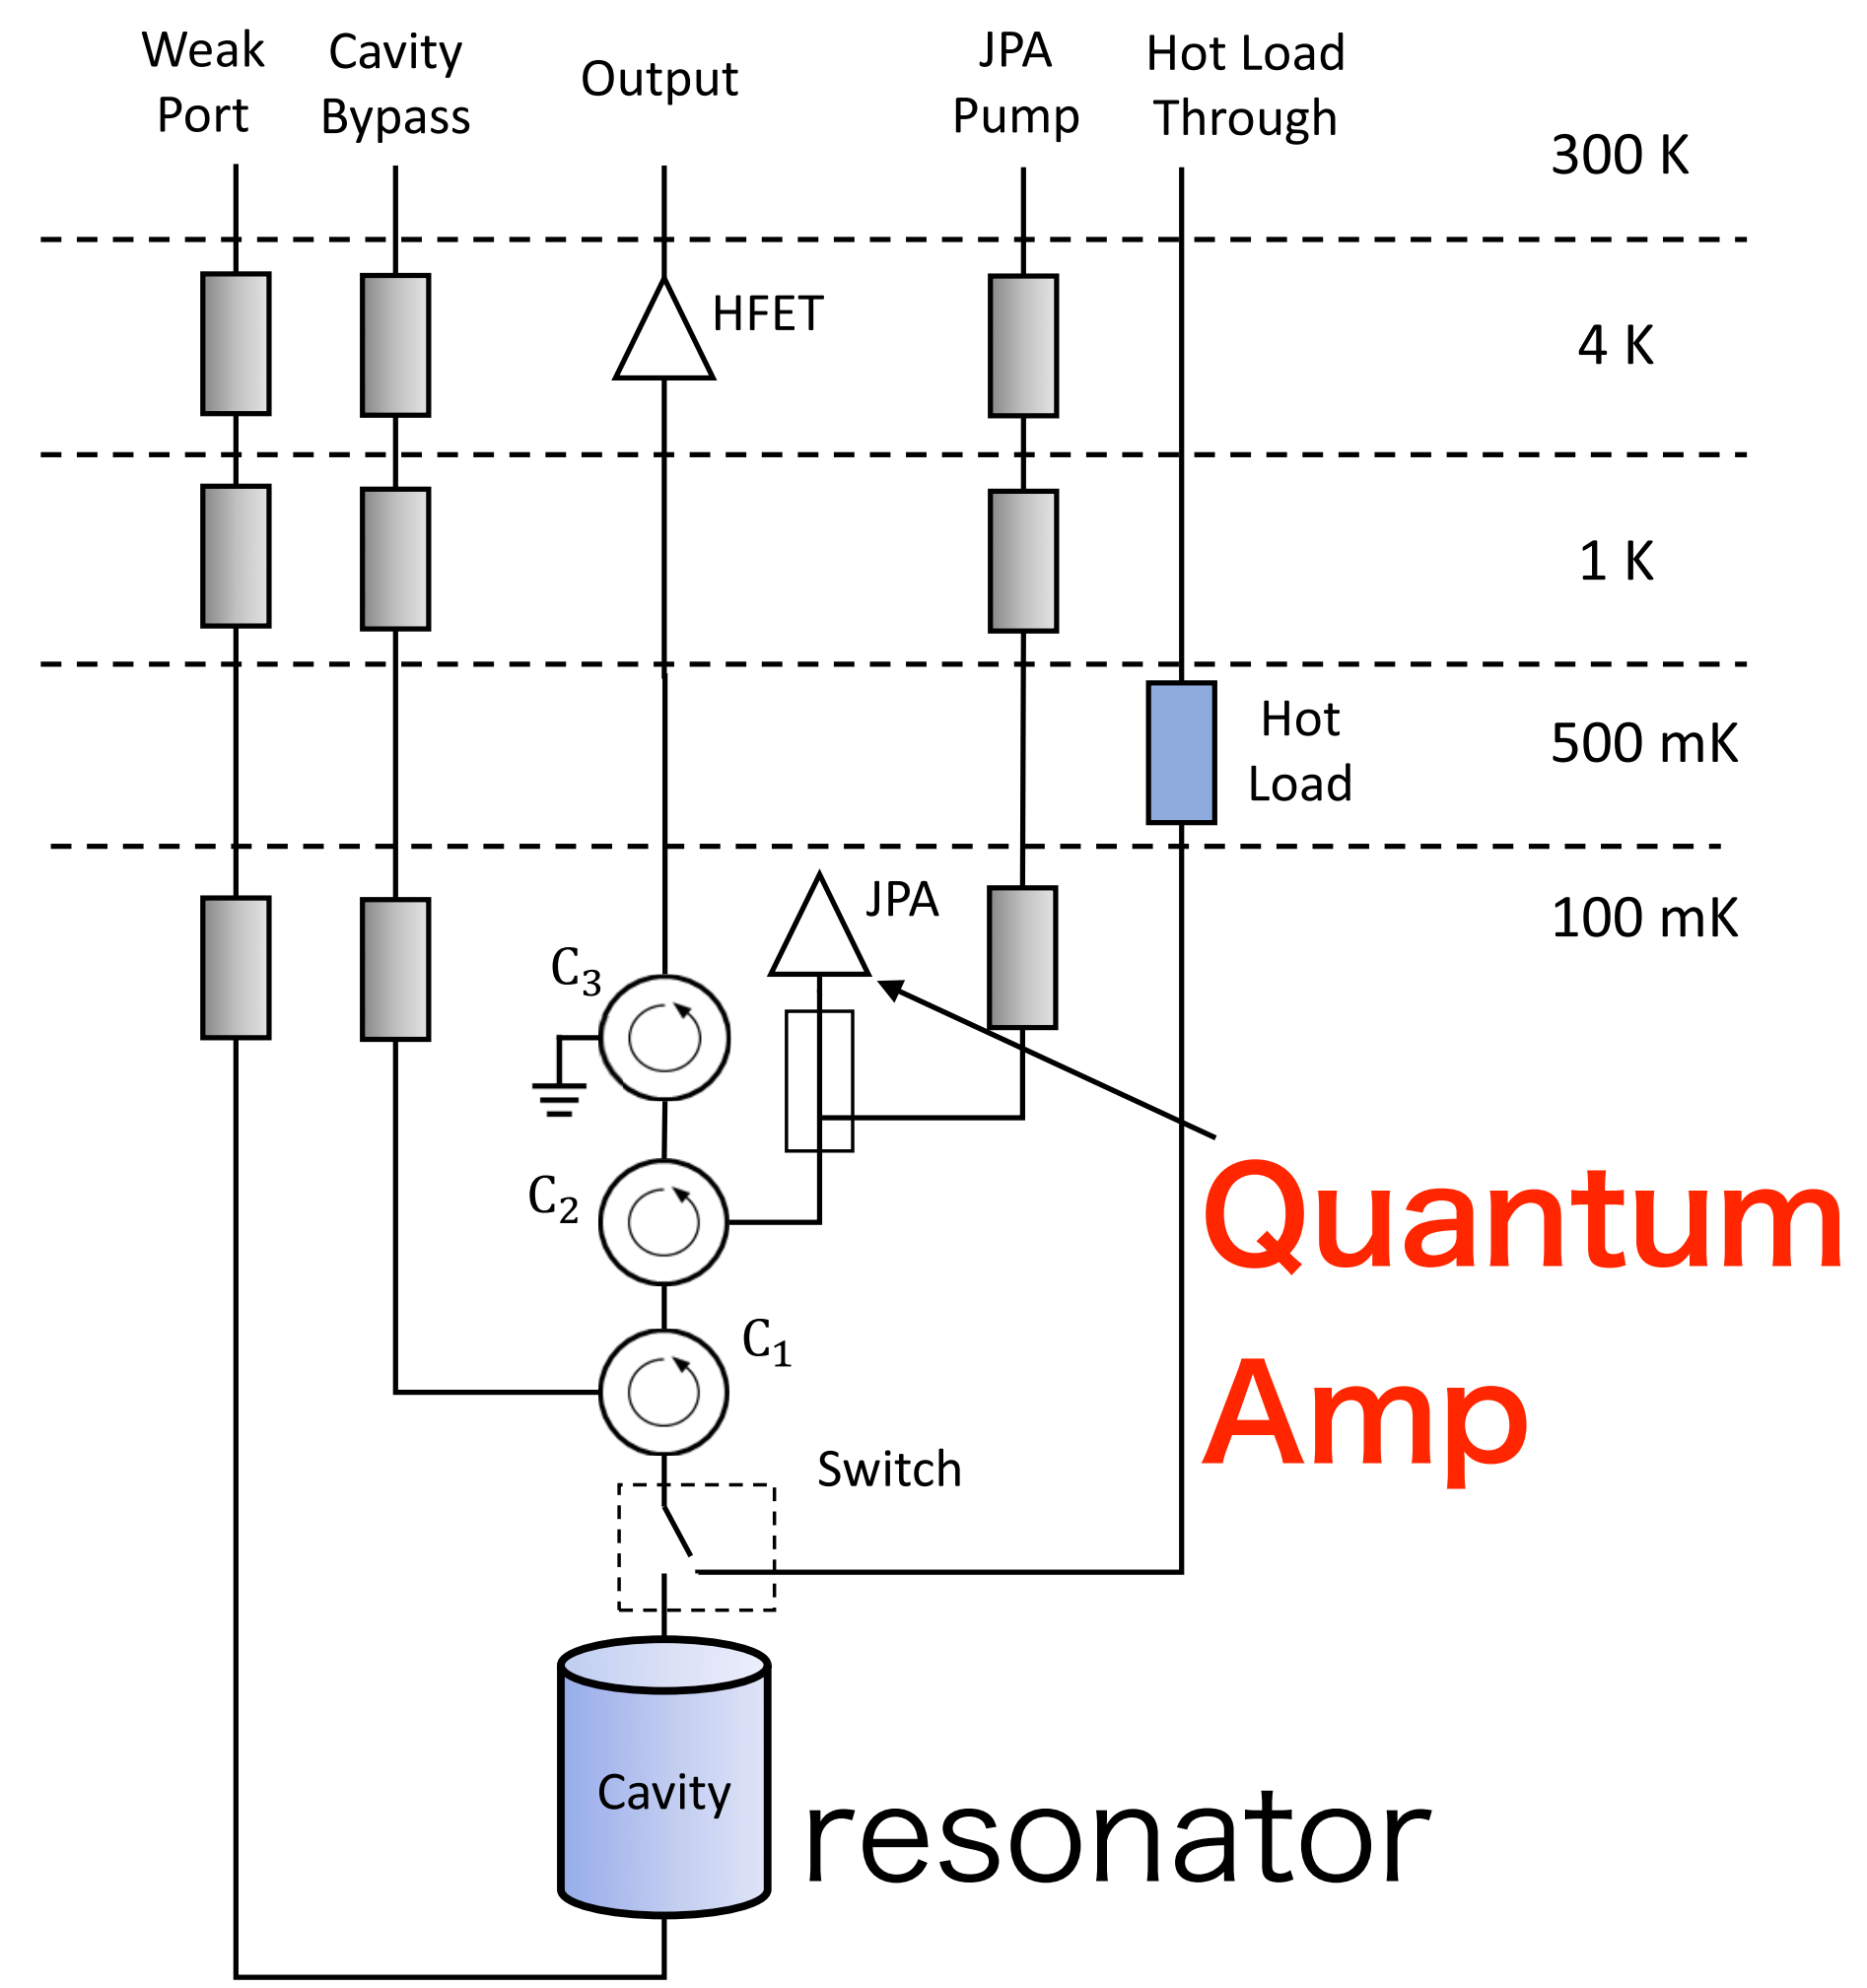 Weak
Port
Cavity
Bypass
Output
JPA
Pump
Hot Load
Through
300 K
HFET
4 K
1 K
Hot
Load
500 mK
JPA
100 mK
C₃
C₂
Quantum
Amp
C₁
Switch
Cavity
resonator